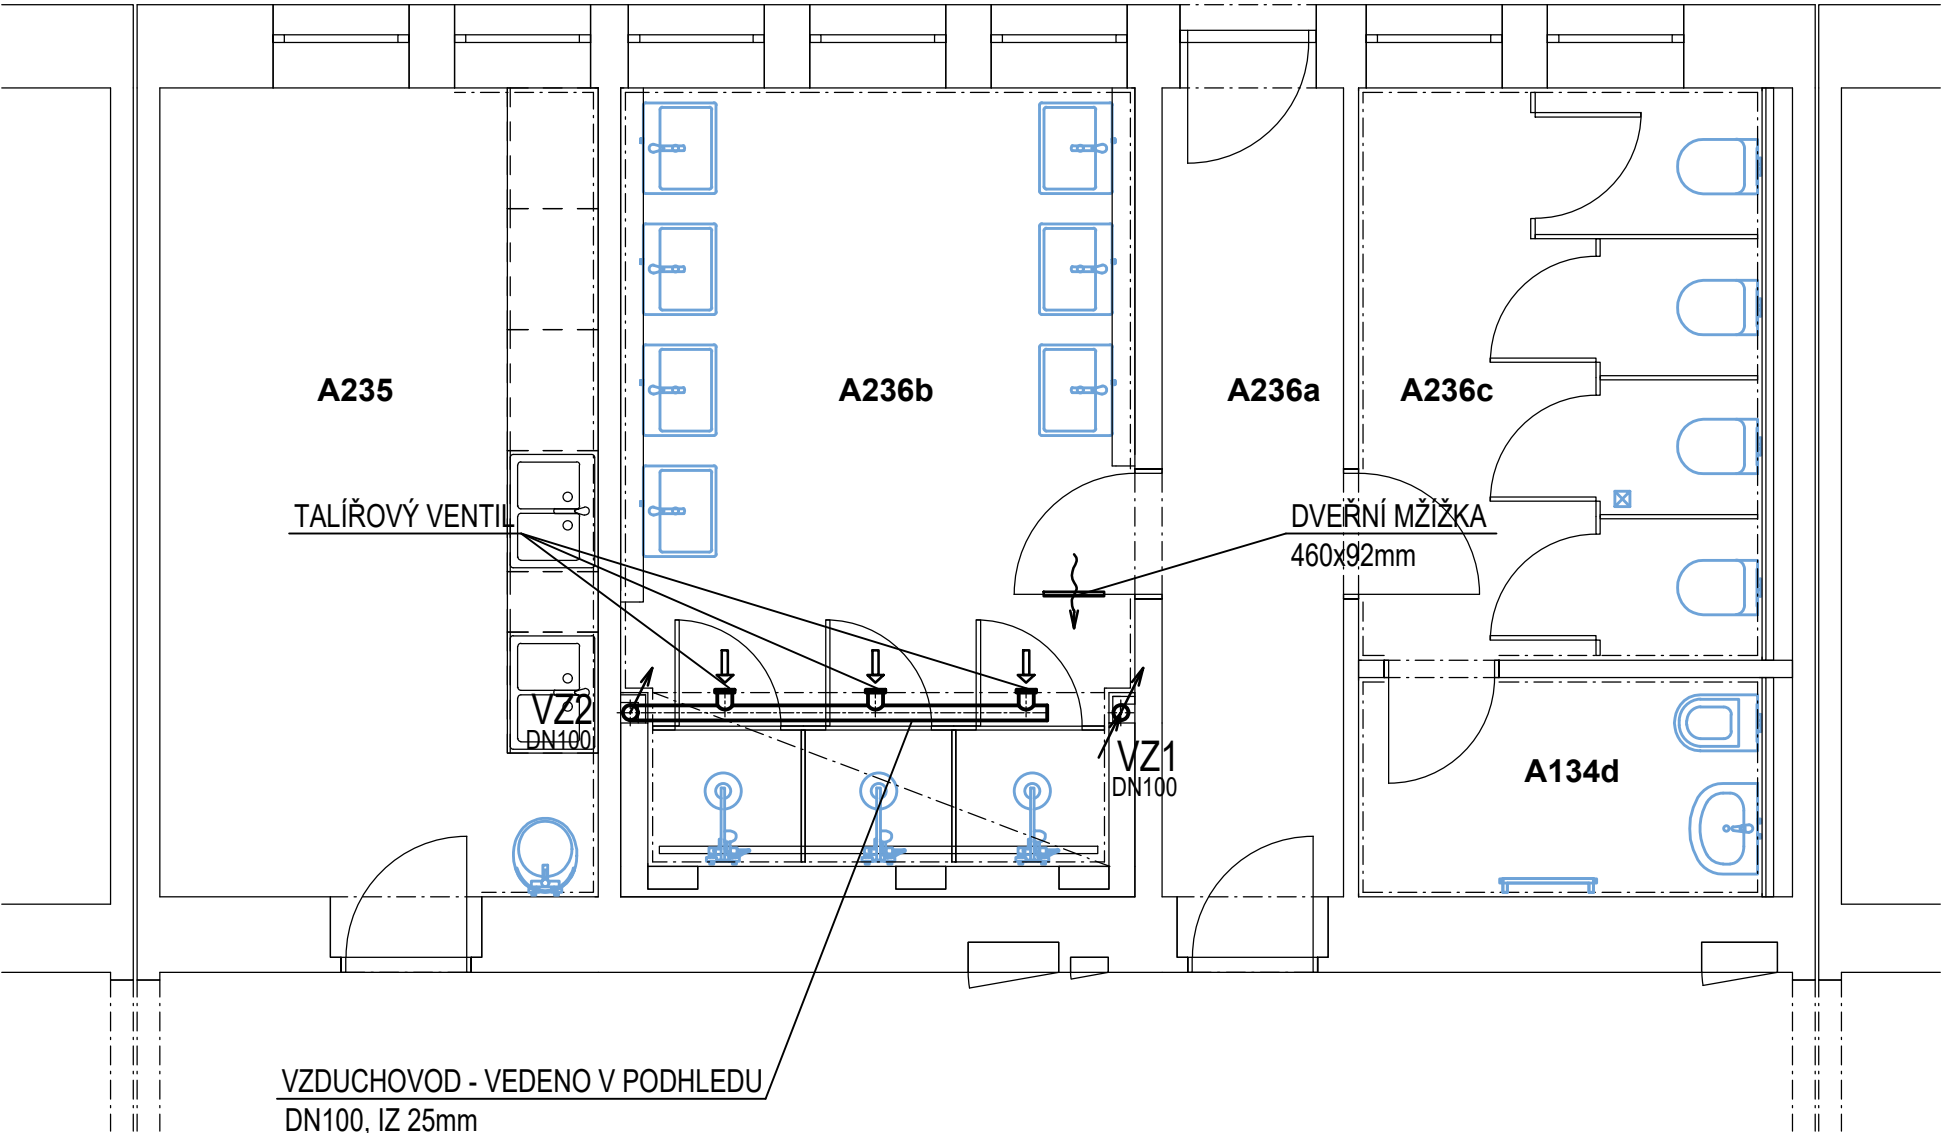 A235
A236b
A236a
A236c
TALÍŘOVÝ VENTIL
DVEŘNÍ MŽÍŽKA
460x92mm
VZ2
DN100
VZ1
DN100
A134d
VZDUCHOVOD - VEDENO V PODHLEDU
DN100, IZ 25mm